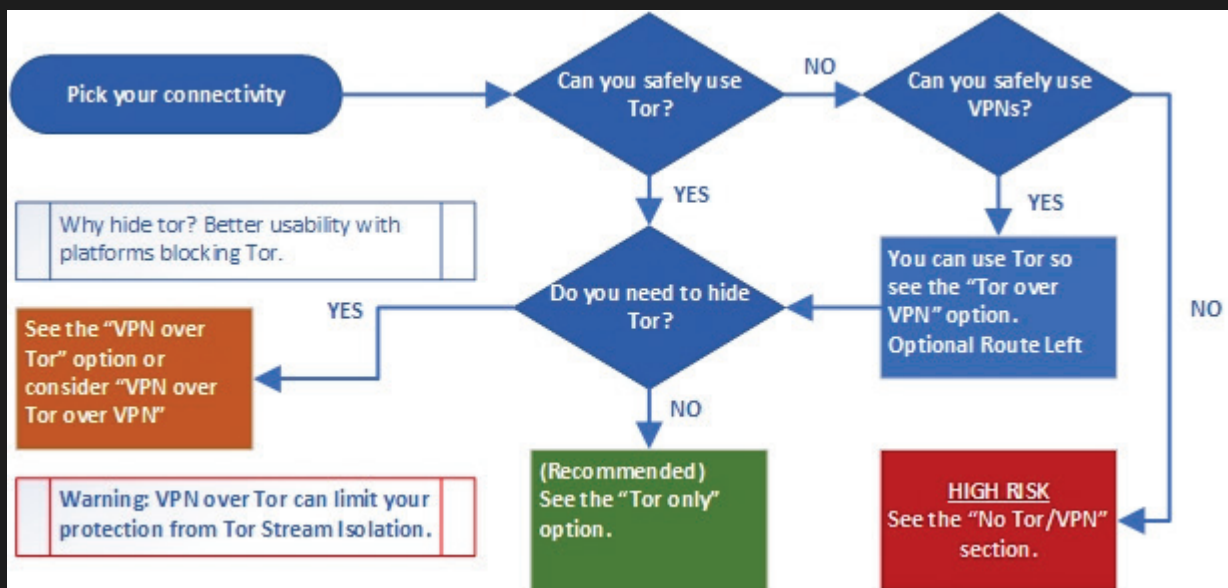 Pick your connectivity
Can you safely use
Tor?
NO
Can you safely use
VPNs?
YES
YES
NO
Why hide tor? Better usability with
platforms blocking Tor.
You can use Tor so
see the “Tor over
VPN” option.
Optional Route Left
Do you need to hide
Tor?
YES
See the “VPN over
Tor” option or
consider “VPN over
Tor over VPN”
NO
(Recommended)
See the “Tor only”
option.
HIGH RISK
See the “No Tor/VPN”
section.
Warning: VPN over Tor can limit your
protection from Tor Stream Isolation.